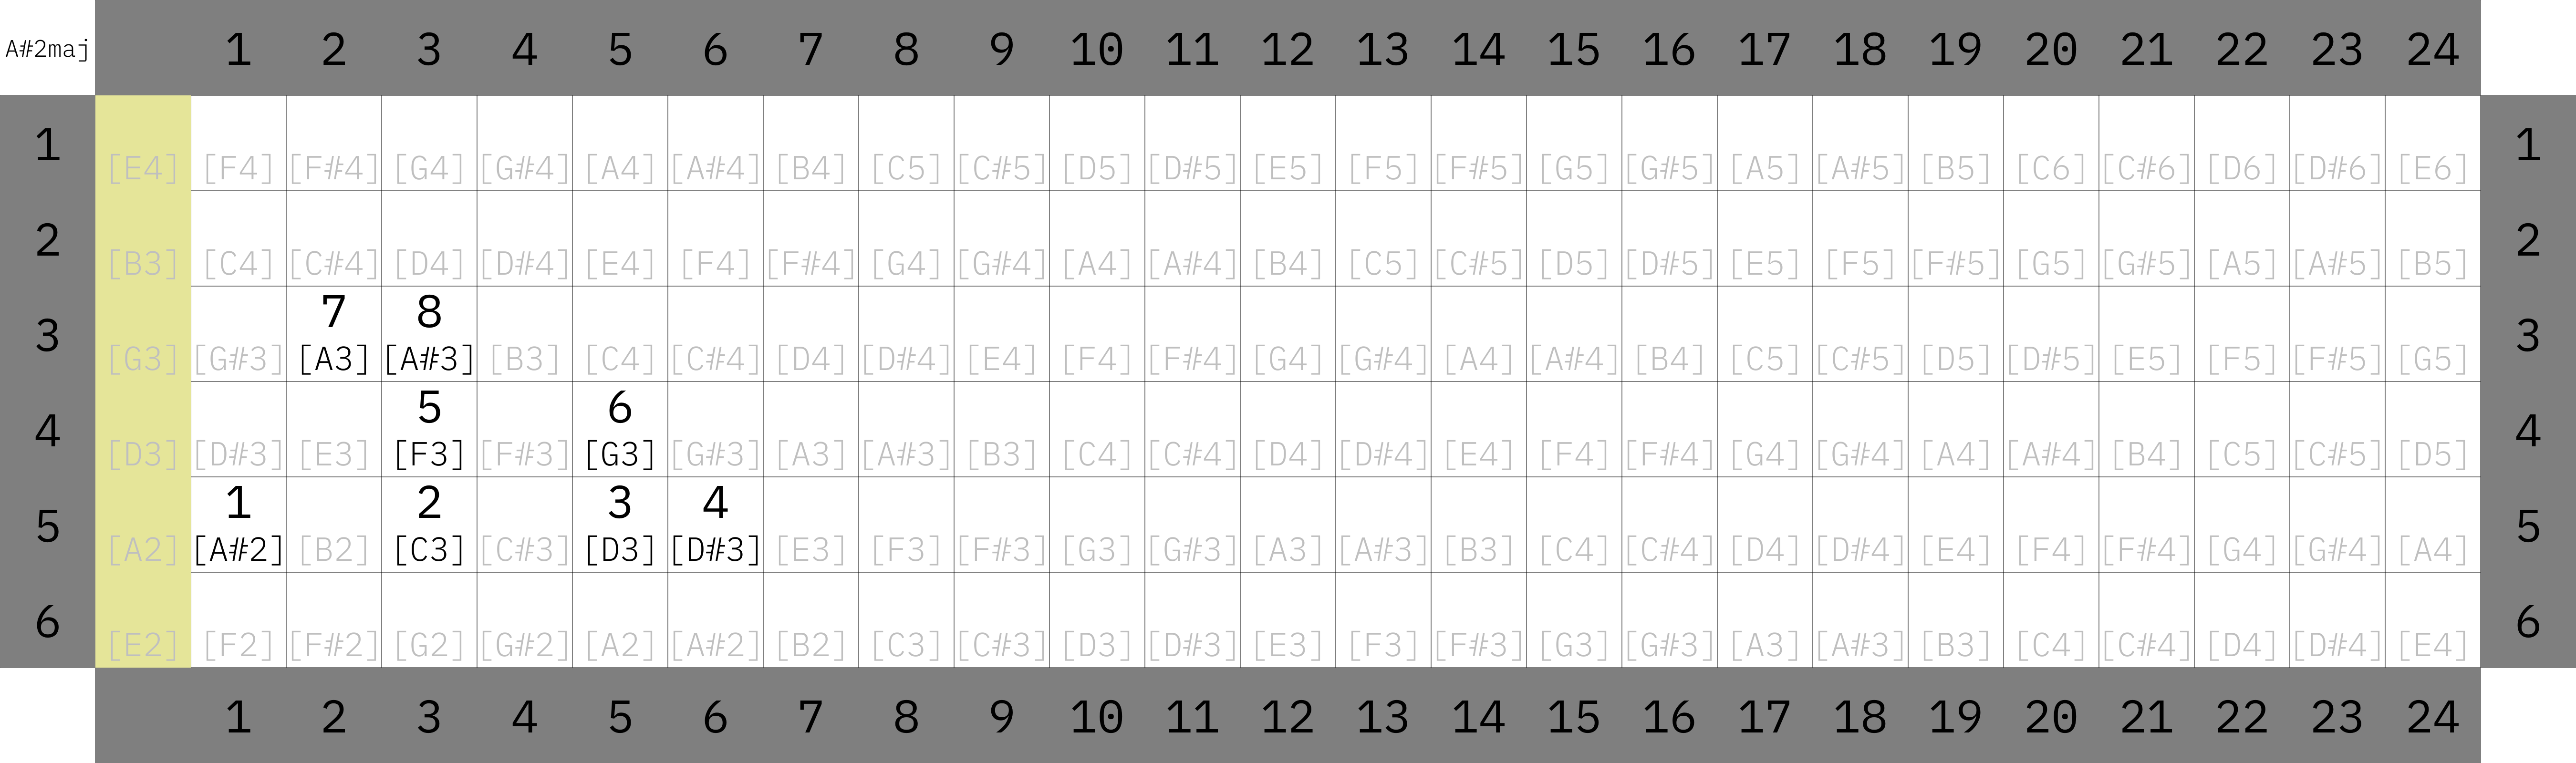 A#2maj 1 2 3 4 5 6 7 8 9 10 11 12 13 14 15 16 17 18 19 20 21 22 23 24
1 [E4] [F4] [F#4] [G4] [G#4] [A4] [A#4] [B4] [C5] [C#5] [D5] [D#5] [E5] [F5] [F#5] [G5] [G#5] [A5] [A#5] [B5] [C6] [C#6] [D6] [D#6] [E6] 1
2 [B3] [C4] [C#4] [D4] [D#4] [E4] [F4] [F#4] [G4] [G#4] [A4] [A#4] [B4] [C5] [C#5] [D5] [D#5] [E5] [F5] [F#5] [G5] [G#5] [A5] [A#5] [B5] 2
7 8
3 [G3] [G#3] [A3] [A#3] [B3] [C4] [C#4] [D4] [D#4] [E4] [F4] [F#4] [G4] [G#4] [A4] [A#4] [B4] [C5] [C#5] [D5] [D#5] [E5] [F5] [F#5] [G5] 3
5 6
4 [D3] [D#3] [E3] [F3] [F#3] [G3] [G#3] [A3] [A#3] [B3] [C4] [C#4] [D4] [D#4] [E4] [F4] [F#4] [G4] [G#4] [A4] [A#4] [B4] [C5] [C#5] [D5] 4
1 2 3 4
5 [A2] [A#2] [B2] [C3] [C#3] [D3] [D#3] [E3] [F3] [F#3] [G3] [G#3] [A3] [A#3] [B3] [C4] [C#4] [D4] [D#4] [E4] [F4] [F#4] [G4] [G#4] [A4] 5
6 [E2] [F2] [F#2] [G2] [G#2] [A2] [A#2] [B2] [C3] [C#3] [D3] [D#3] [E3] [F3] [F#3] [G3] [G#3] [A3] [A#3] [B3] [C4] [C#4] [D4] [D#4] [E4] 6
1 2 3 4 5 6 7 8 9 10 11 12 13 14 15 16 17 18 19 20 21 22 23 24